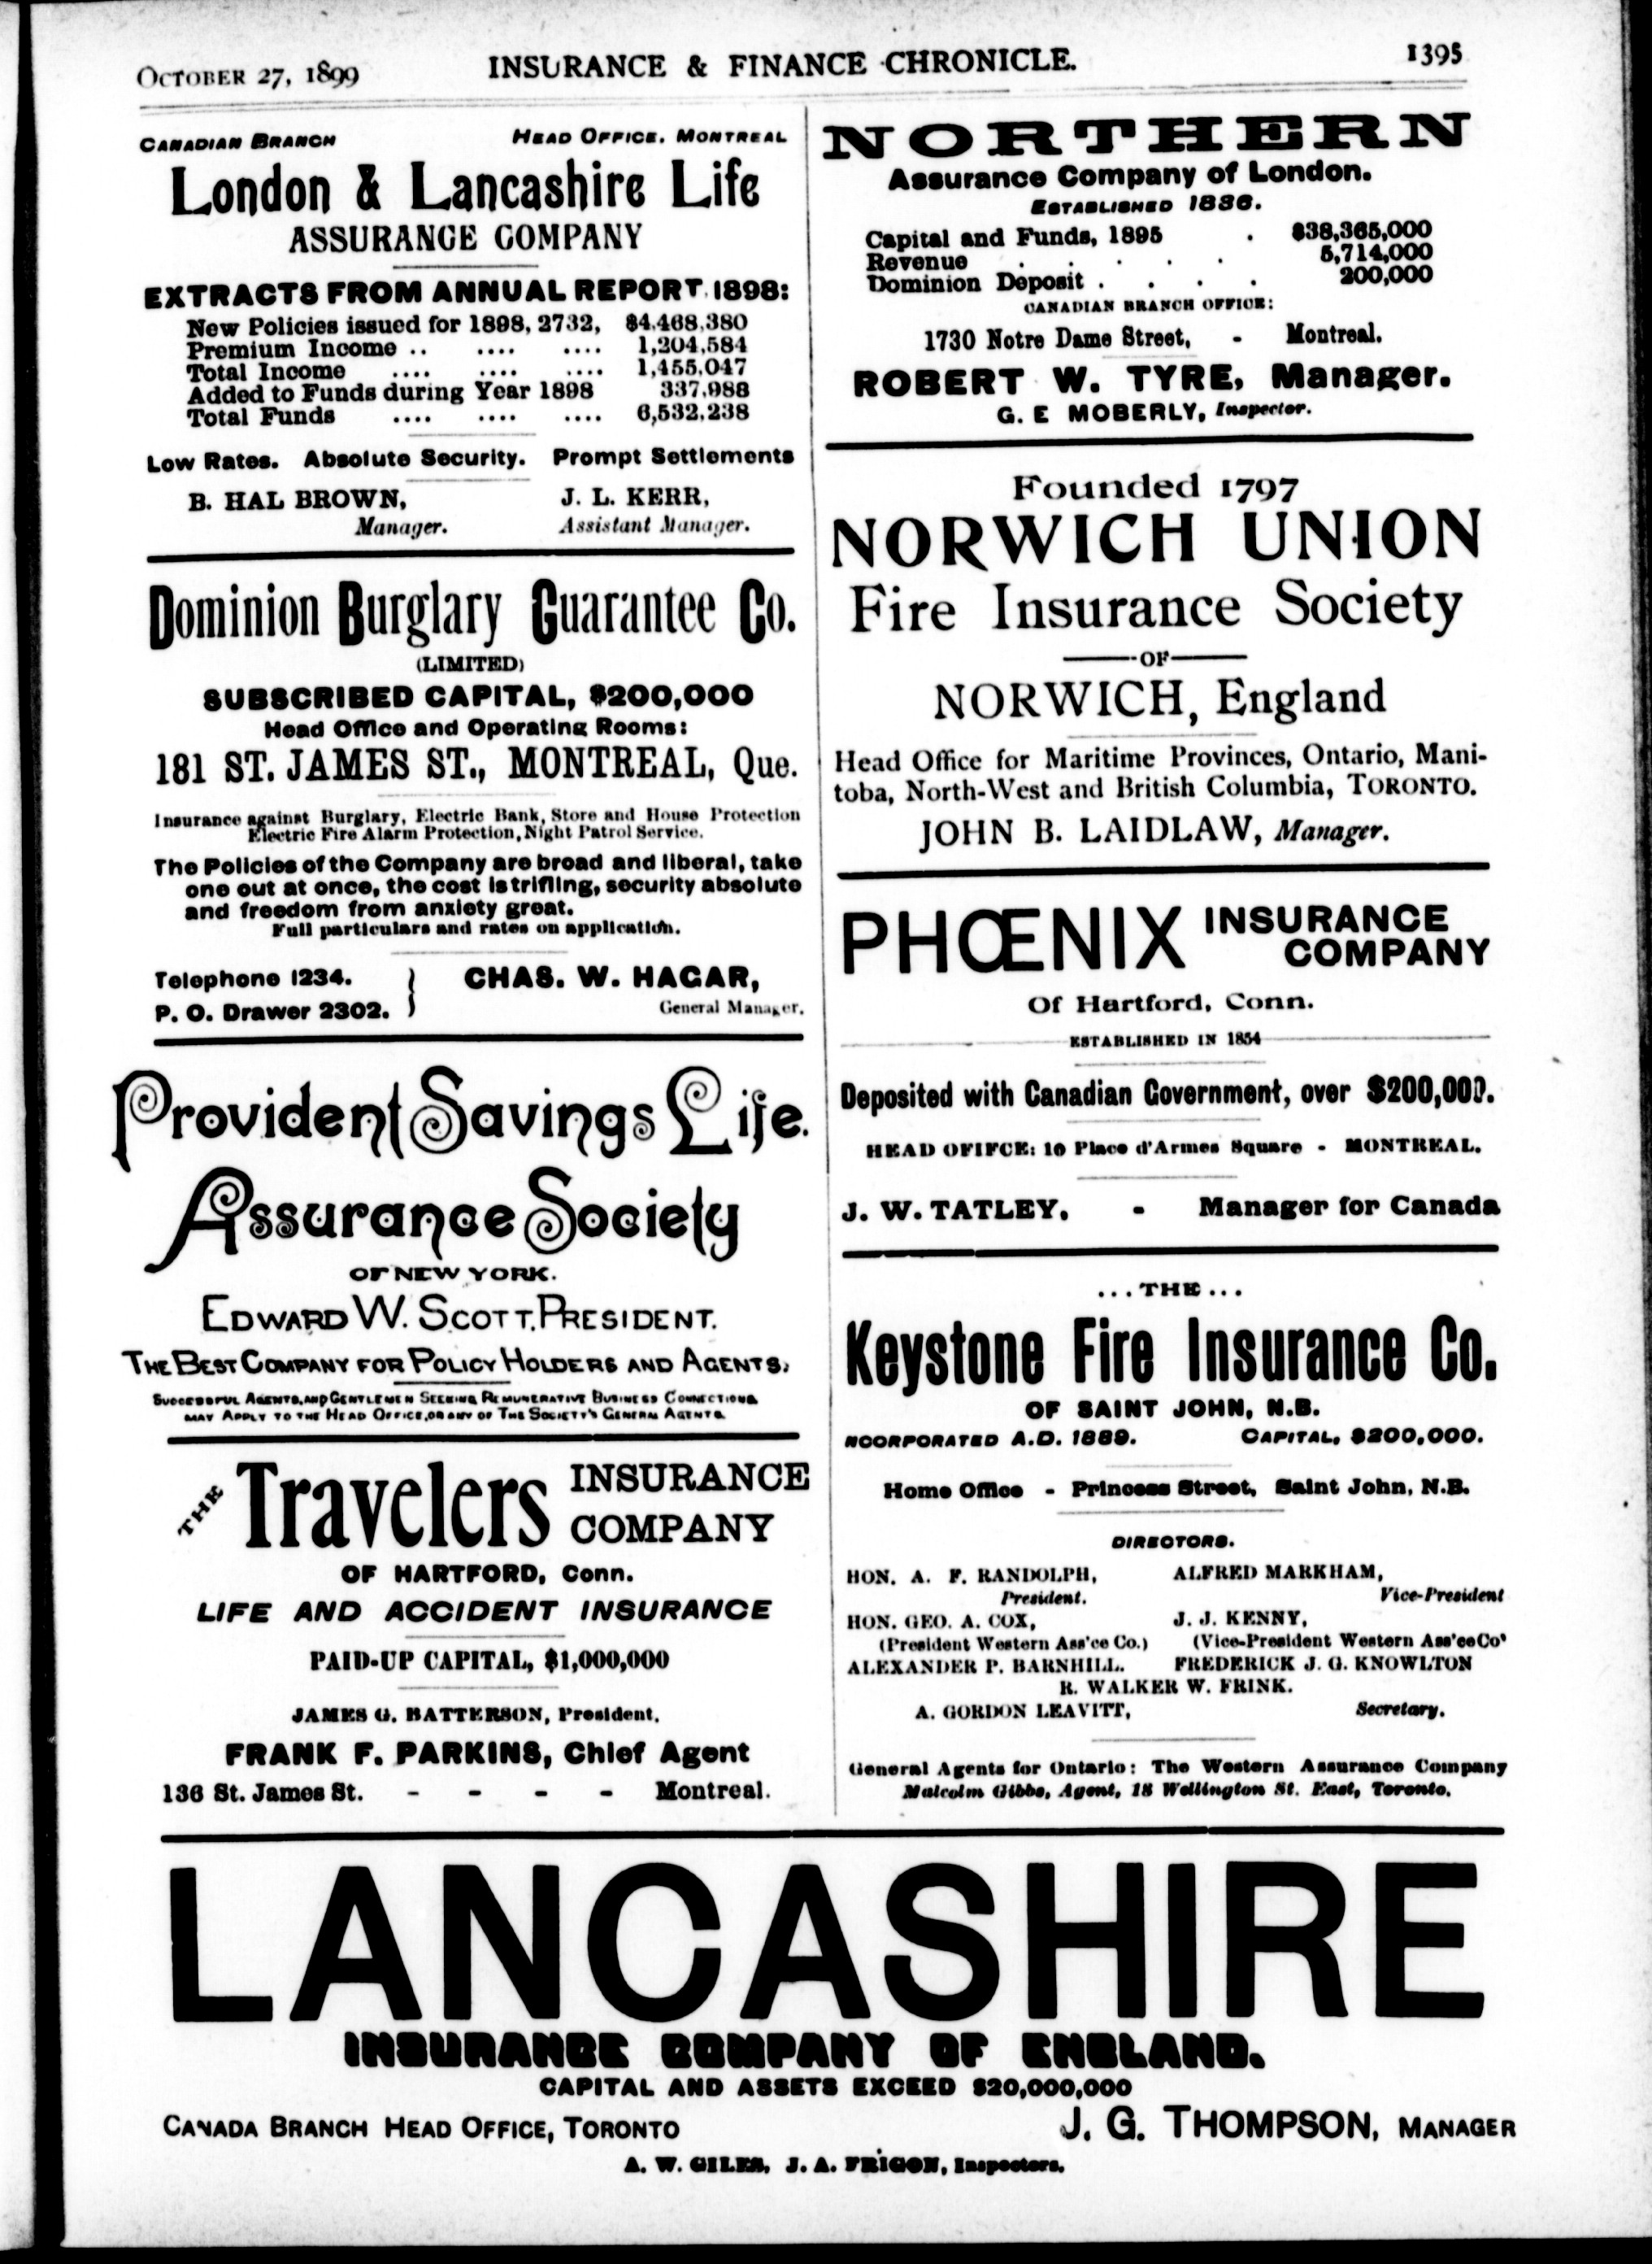 OCTOBER 27, 1899
INSURANCE & FINANCE CHRONICLE.
1395
CANADIAN BRANCH
HEAD OFFICE, MONTREAL
London & Lancashire Life
ASSURANCE COMPANY
EXTRACTS FROM ANNUAL REPORT 1898:
New Policies issued for 1898, 2732, $4,468,380
Premium Income .. .... .... 1,204,584
Total Income .... .... .... 1,455,047
Added to Funds during Year 1898 337,988
Total Funds .... .... .... 6,532,238
Low Rates. Absolute Security. Prompt Settlements
B. HAL BROWN,
Manager.
J. L. KERR,
Assistant Manager.
Dominion Burglary Guarantee Co.
(LIMITED)
SUBSCRIBED CAPITAL, $200,000
Head Office and Operating Rooms:
181 ST. JAMES ST., MONTREAL, Que.
Insurance against Burglary, Electric Bank, Store and House Protection
Electric Fire Alarm Protection, Night Patrol Service.
The Policies of the Company are broad and liberal, take
one out at once, the cost is trifling, security absolute
and freedom from anxiety great.
Full particulars and rates on application.
Telephone 1234.
P. O. Drawer 2302.
CHAS. W. HAGAR,
General Manager.
Provident Savings Life
Assurance Society
OF NEW YORK.
EDWARD W. SCOTT, PRESIDENT.
THE BEST COMPANY FOR POLICY HOLDERS AND AGENTS.
SUCCESSFUL AGENTS, AND GENTLEMEN SEEKING REMUNERATIVE BUSINESS CONNECTIONS
MAY APPLY TO THE HEAD OFFICE, OR ANY OF THE SOCIETY'S GENERAL AGENTS.
THE Travelers INSURANCE
COMPANY
OF HARTFORD, Conn.
LIFE AND ACCIDENT INSURANCE
PAID-UP CAPITAL, $1,000,000
JAMES G. BATTERSON, President.
FRANK F. PARKINS, Chief Agent
136 St. James St. - - - - Montreal.
NORTHERN
Assurance Company of London.
ESTABLISHED 1836.
Capital and Funds, 1895 . $38,365,000
Revenue . . . . . 5,714,000
Dominion Deposit . . . . 200,000
CANADIAN BRANCH OFFICE:
1730 Notre Dame Street, - Montreal.
ROBERT W. TYRE, Manager.
G. E MOBERLY, Inspector.
Founded 1797
NORWICH UNION
Fire Insurance Society
OF
NORWICH, England
Head Office for Maritime Provinces, Ontario, Mani-
toba, North-West and British Columbia, TORONTO.
JOHN B. LAIDLAW, Manager.
PHŒNIX INSURANCE
COMPANY
Of Hartford, Conn.
ESTABLISHED IN 1854
Deposited with Canadian Government, over $200,000.
HEAD OFIFCE: 10 Place d'Armes Square - MONTREAL.
J. W. TATLEY, - Manager for Canada
... THE ...
Keystone Fire Insurance Co.
OF SAINT JOHN, N.B.
NCORPORATED A.D. 1889. CAPITAL, $200,000.
Home Office - Princess Street, Saint John, N.B.
DIRECTORS.
HON. A. F. RANDOLPH,
President.
ALFRED MARKHAM,
Vice-President
HON. GEO. A. COX,
(President Western Ass'ce Co.)
J. J. KENNY,
(Vice-President Western Ass'ce Co'
ALEXANDER P. BARNHILL. FREDERICK J. G. KNOWLTON
R. WALKER W. FRINK.
A. GORDON LEAVITT, Secretary.
General Agents for Ontario: The Western Assurance Company
Malcolm Gibbs, Agent, 18 Wellington St. East, Toronto.
LANCASHIRE
INSURANCE COMPANY OF ENGLAND.
CAPITAL AND ASSETS EXCEED $20,000,000
CANADA BRANCH HEAD OFFICE, TORONTO
J. G. THOMPSON, MANAGER
A. W. GILES, J. A. FRIGON, Inspectors.